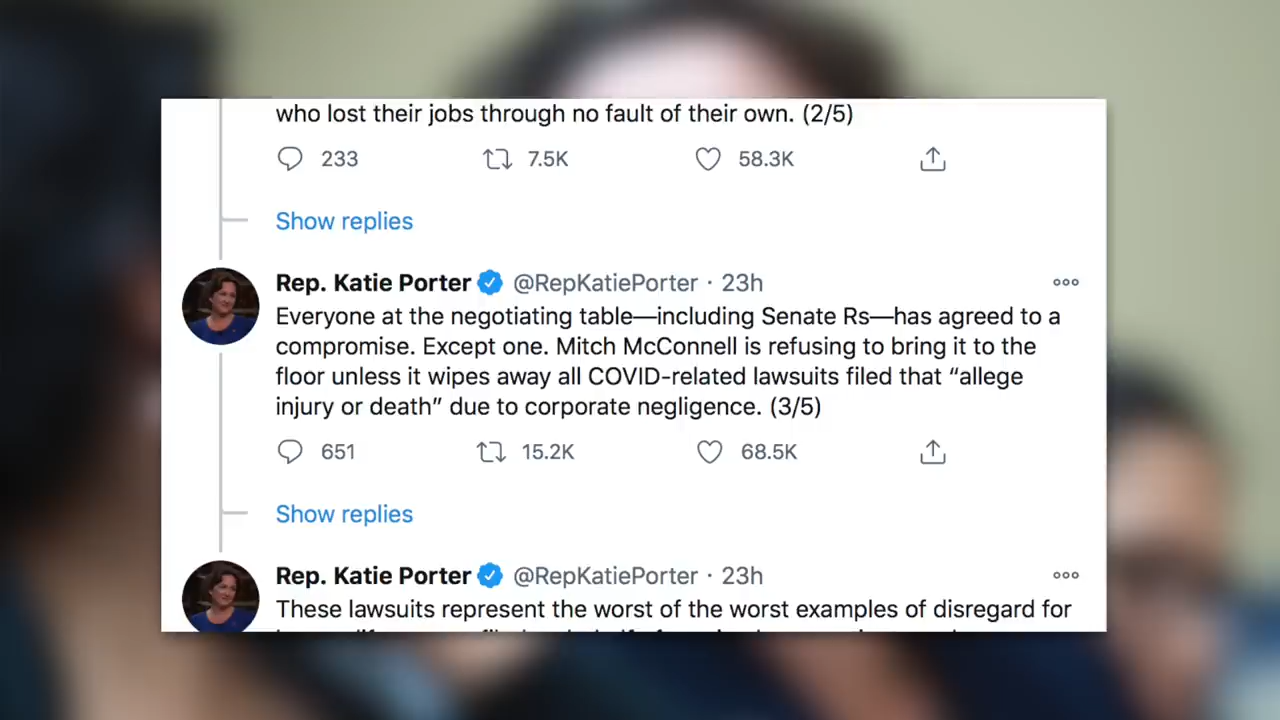 who lost their jobs through no fault of their own. (2/5)
233 7.5K 58.3K
Show replies
Rep. Katie Porter @RepKatiePorter · 23h
Everyone at the negotiating table—including Senate Rs—has agreed to a
compromise. Except one. Mitch McConnell is refusing to bring it to the
floor unless it wipes away all COVID-related lawsuits filed that “allege
injury or death” due to corporate negligence. (3/5)
651 15.2K 68.5K
Show replies
Rep. Katie Porter @RepKatiePorter · 23h
These lawsuits represent the worst of the worst examples of disregard for